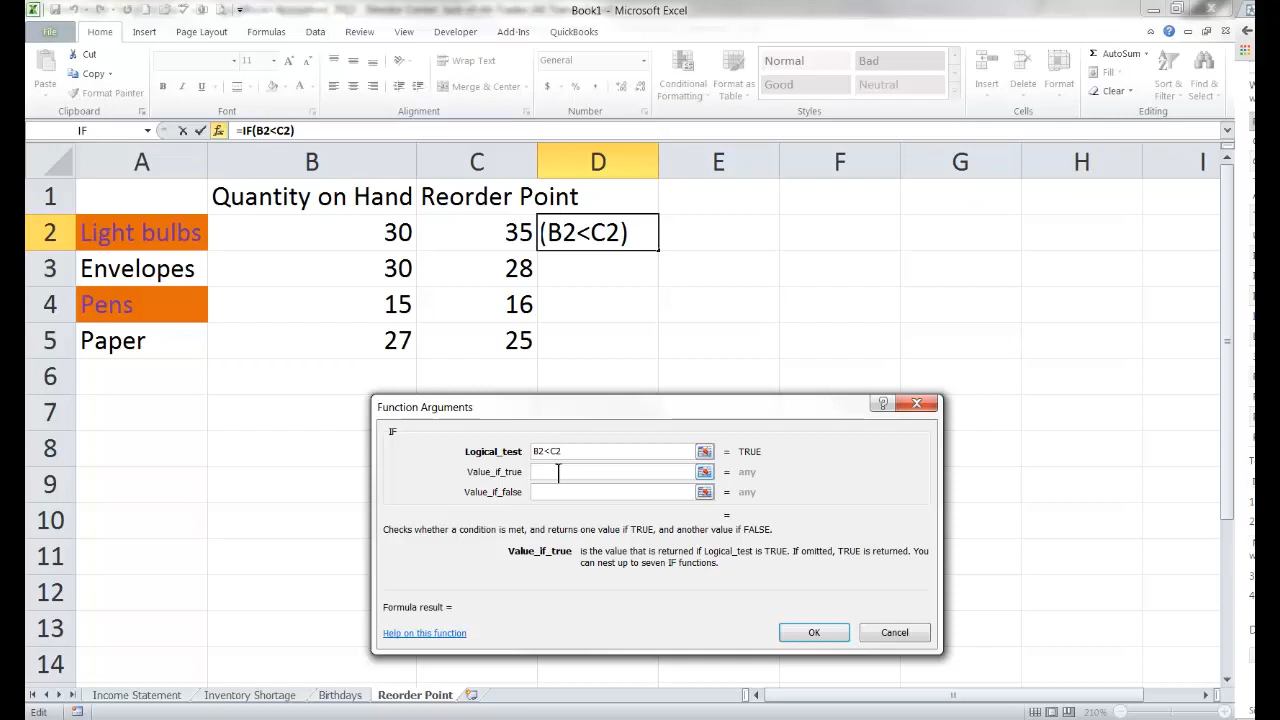 Book1 - Microsoft Excel
File Home Insert Page Layout Formulas Data Review View Developer Add-Ins QuickBooks
Cut
Copy
Format Painter
Paste
Clipboard
11
B I U A
Font
Wrap Text
Merge & Center
Alignment
General
$ % ,
Number
Conditional Formatting
Format as Table
Normal Bad
Good Neutral
Styles
Insert Delete Format
Cells
AutoSum
Fill
Clear
Sort & Filter
Find & Select
Editing
IF fx =IF(B2<C2)
A B C D E F G H I
1 Quantity on Hand Reorder Point
2 Light bulbs 30 35 (B2<C2)
3 Envelopes 30 28
4 Pens 15 16
5 Paper 27 25
6
7
8
9
10
11
12
13
14
Function Arguments
IF
Logical_test B2<C2 = TRUE
Value_if_true = any
Value_if_false = any
=
Checks whether a condition is met, and returns one value if TRUE, and another value if FALSE.
Value_if_true is the value that is returned if Logical_test is TRUE. If omitted, TRUE is returned. You
can nest up to seven IF functions.
Formula result =
Help on this function
OK Cancel
Income Statement Inventory Shortage Birthdays Reorder Point
Edit 210%